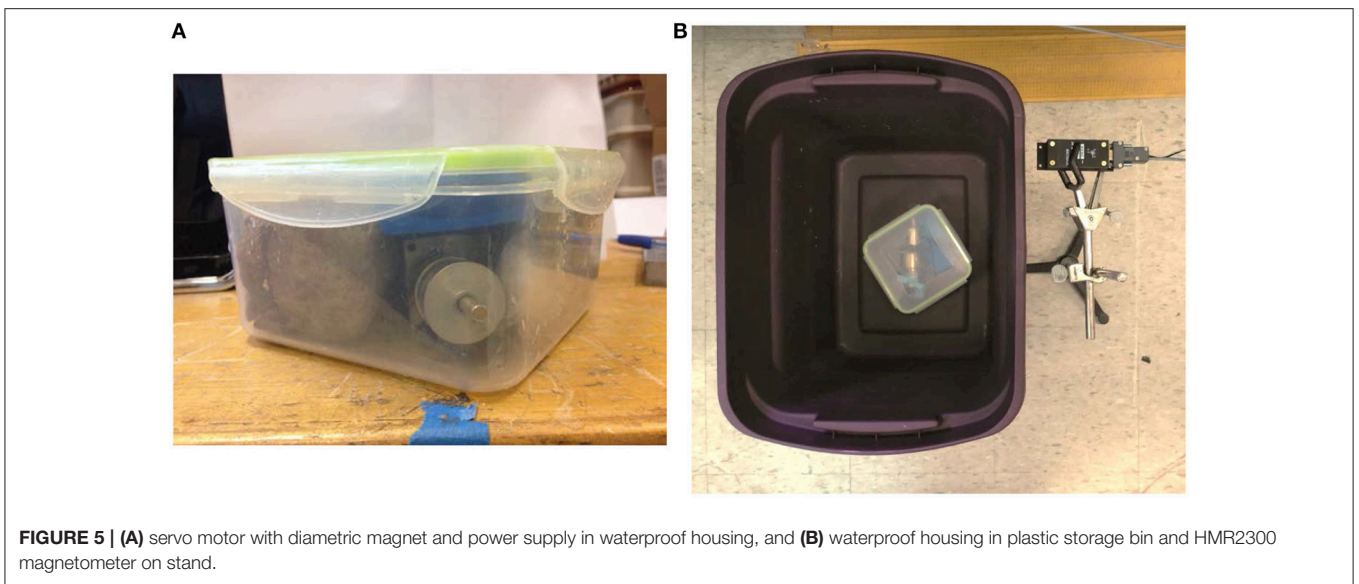 A
B
FIGURE 5 | (A) servo motor with diametric magnet and power supply in waterproof housing, and (B) waterproof housing in plastic storage bin and HMR2300
magnetometer on stand.